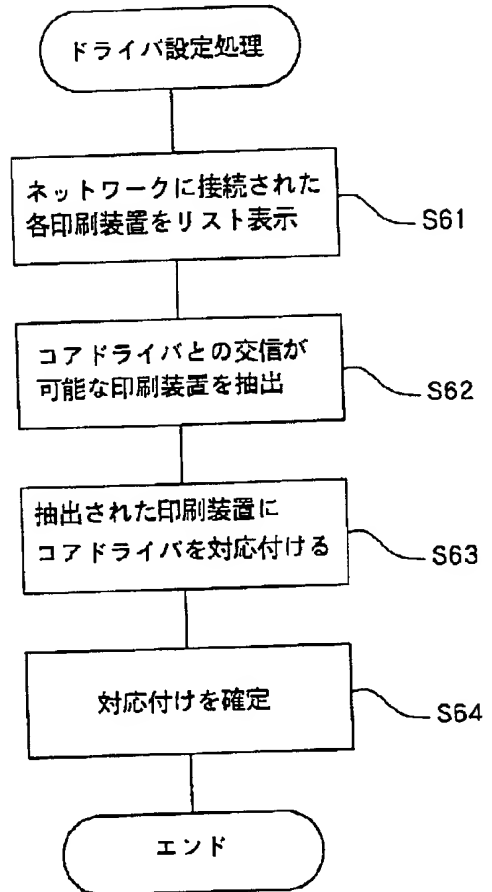 ドライバ設定処理
ネットワークに接続された
各印刷装置をリスト表示
S61
コアドライバとの交信が
可能な印刷装置を抽出
S62
抽出された印刷装置に
コアドライバを対応付ける
S63
対応付けを確定
S64
エンド